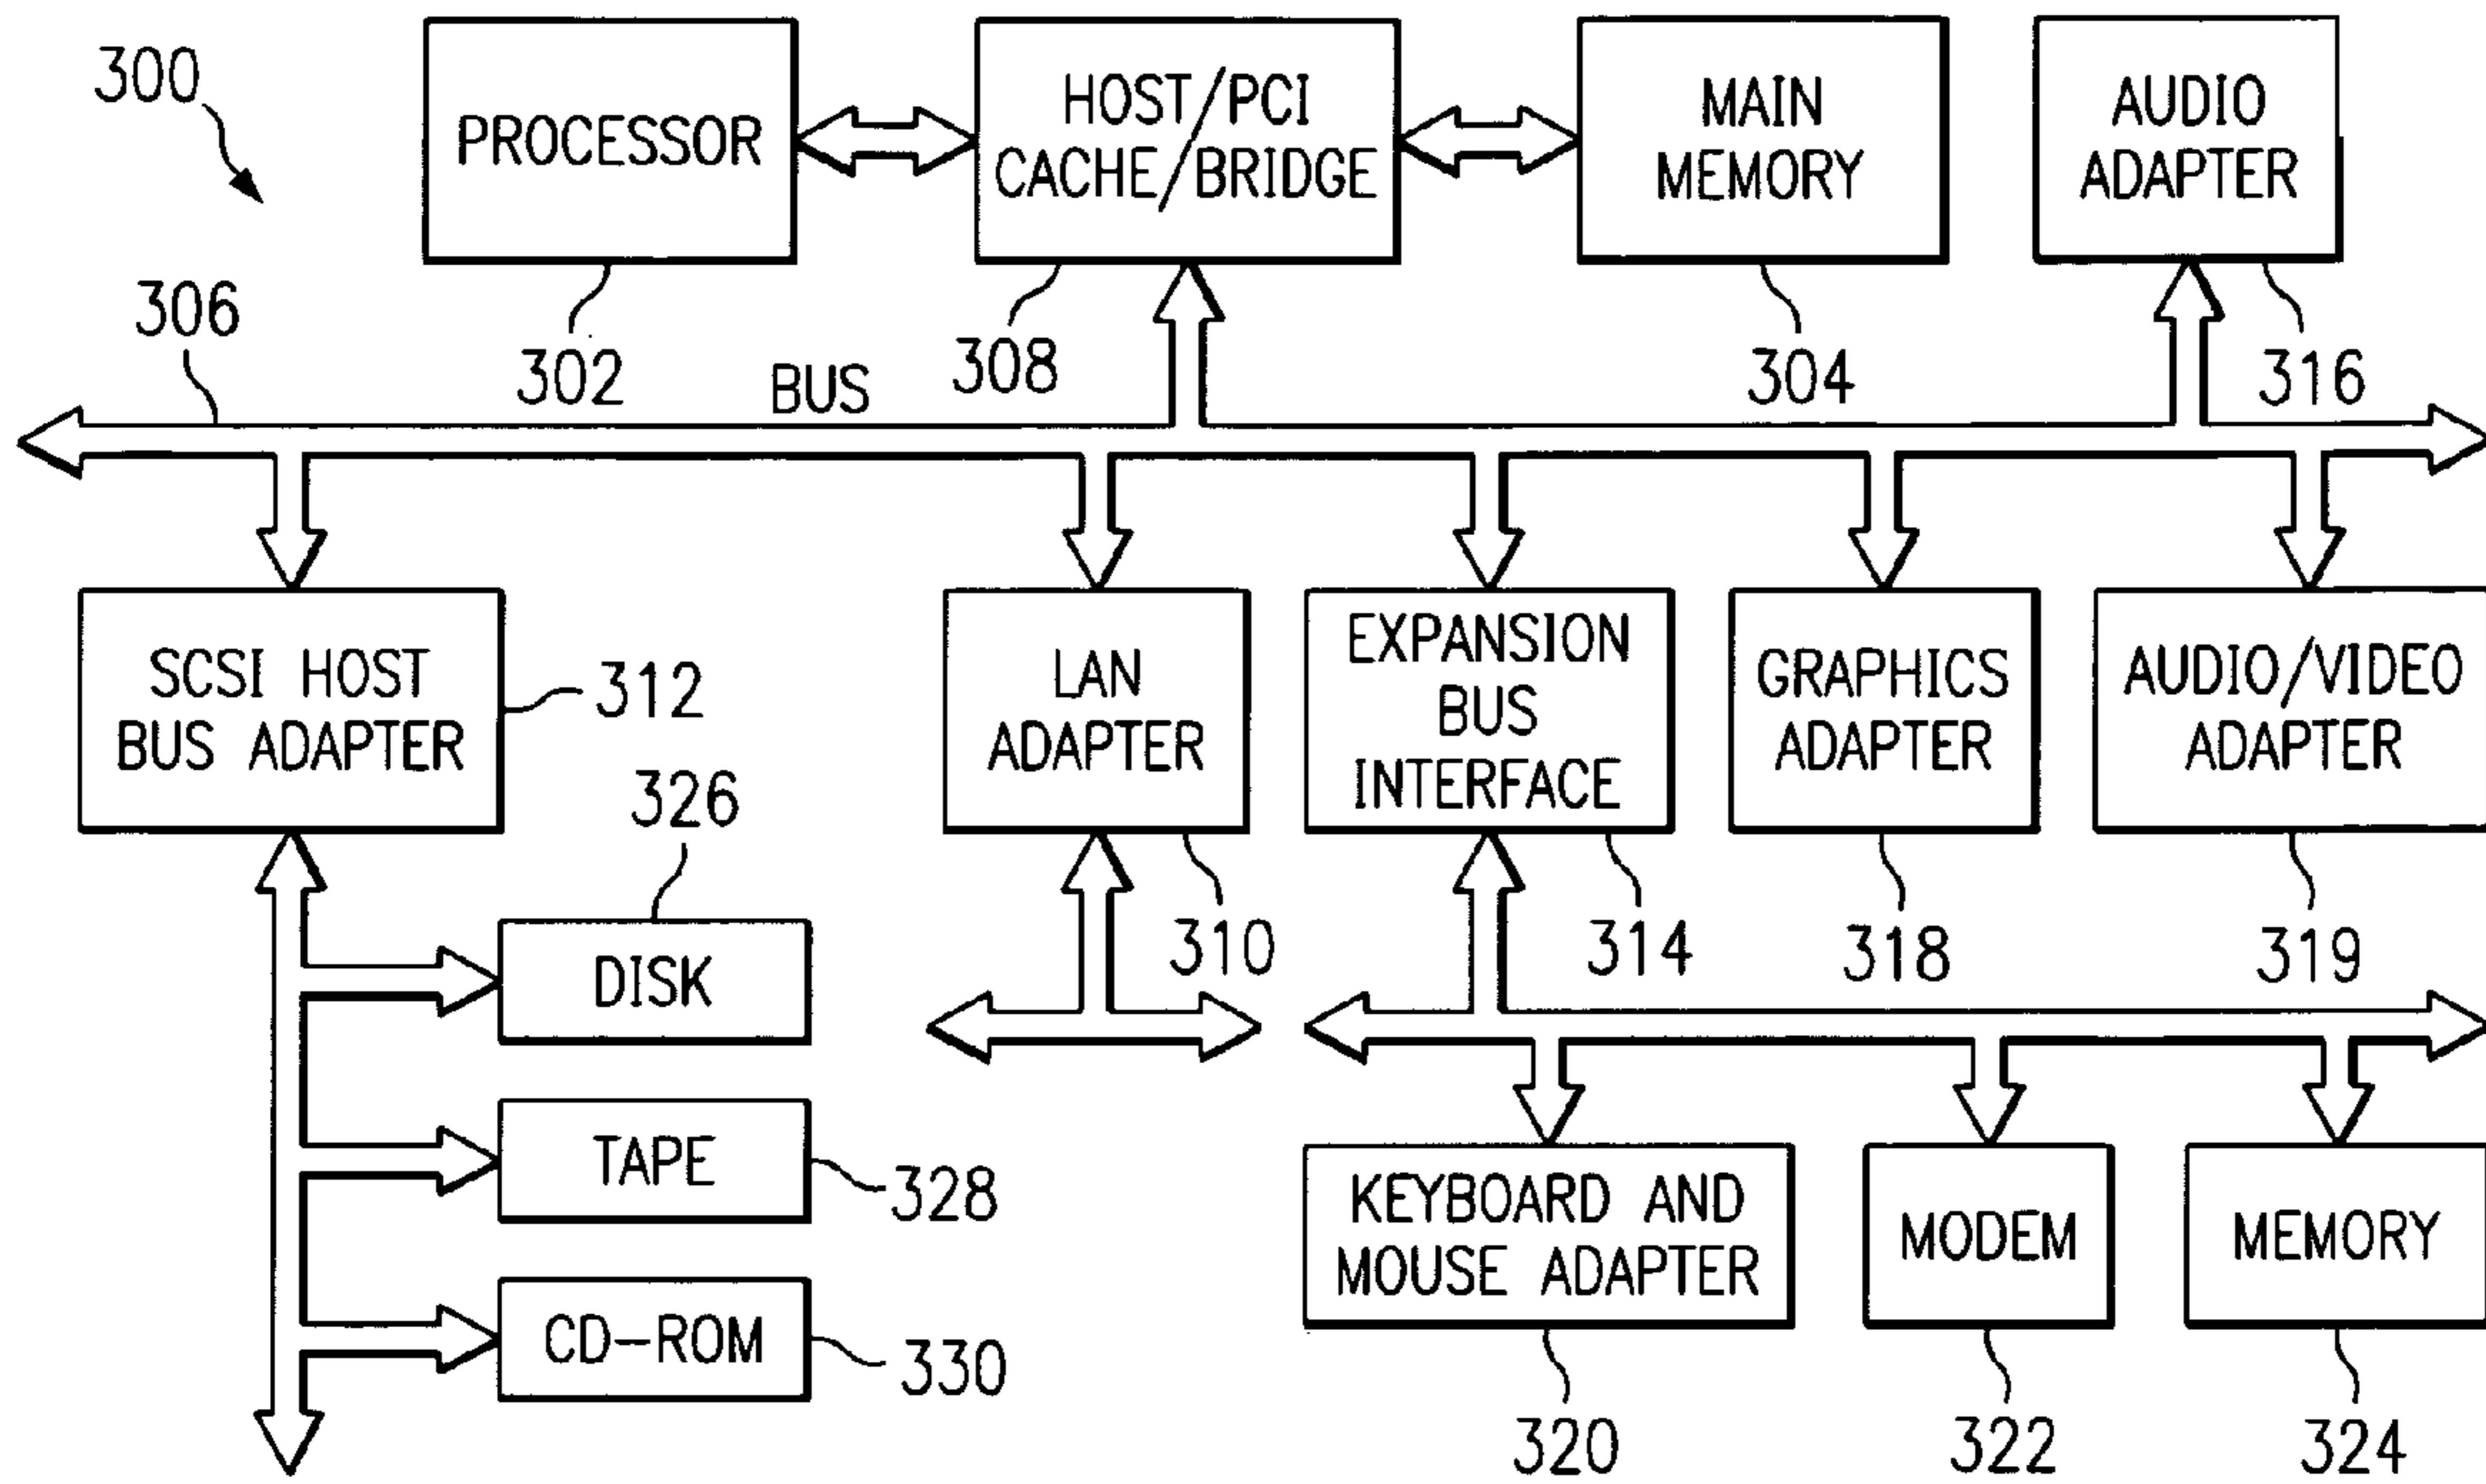 300
PROCESSOR
HOST/PCI
CACHE/BRIDGE
MAIN
MEMORY
AUDIO
ADAPTER
306
302
BUS
308
304
316
SCSI HOST
BUS ADAPTER
312
LAN
ADAPTER
EXPANSION
BUS
INTERFACE
GRAPHICS
ADAPTER
AUDIO/VIDEO
ADAPTER
326
310
314
318
319
DISK
TAPE
328
CD-ROM
330
KEYBOARD AND
MOUSE ADAPTER
MODEM
MEMORY
320
322
324